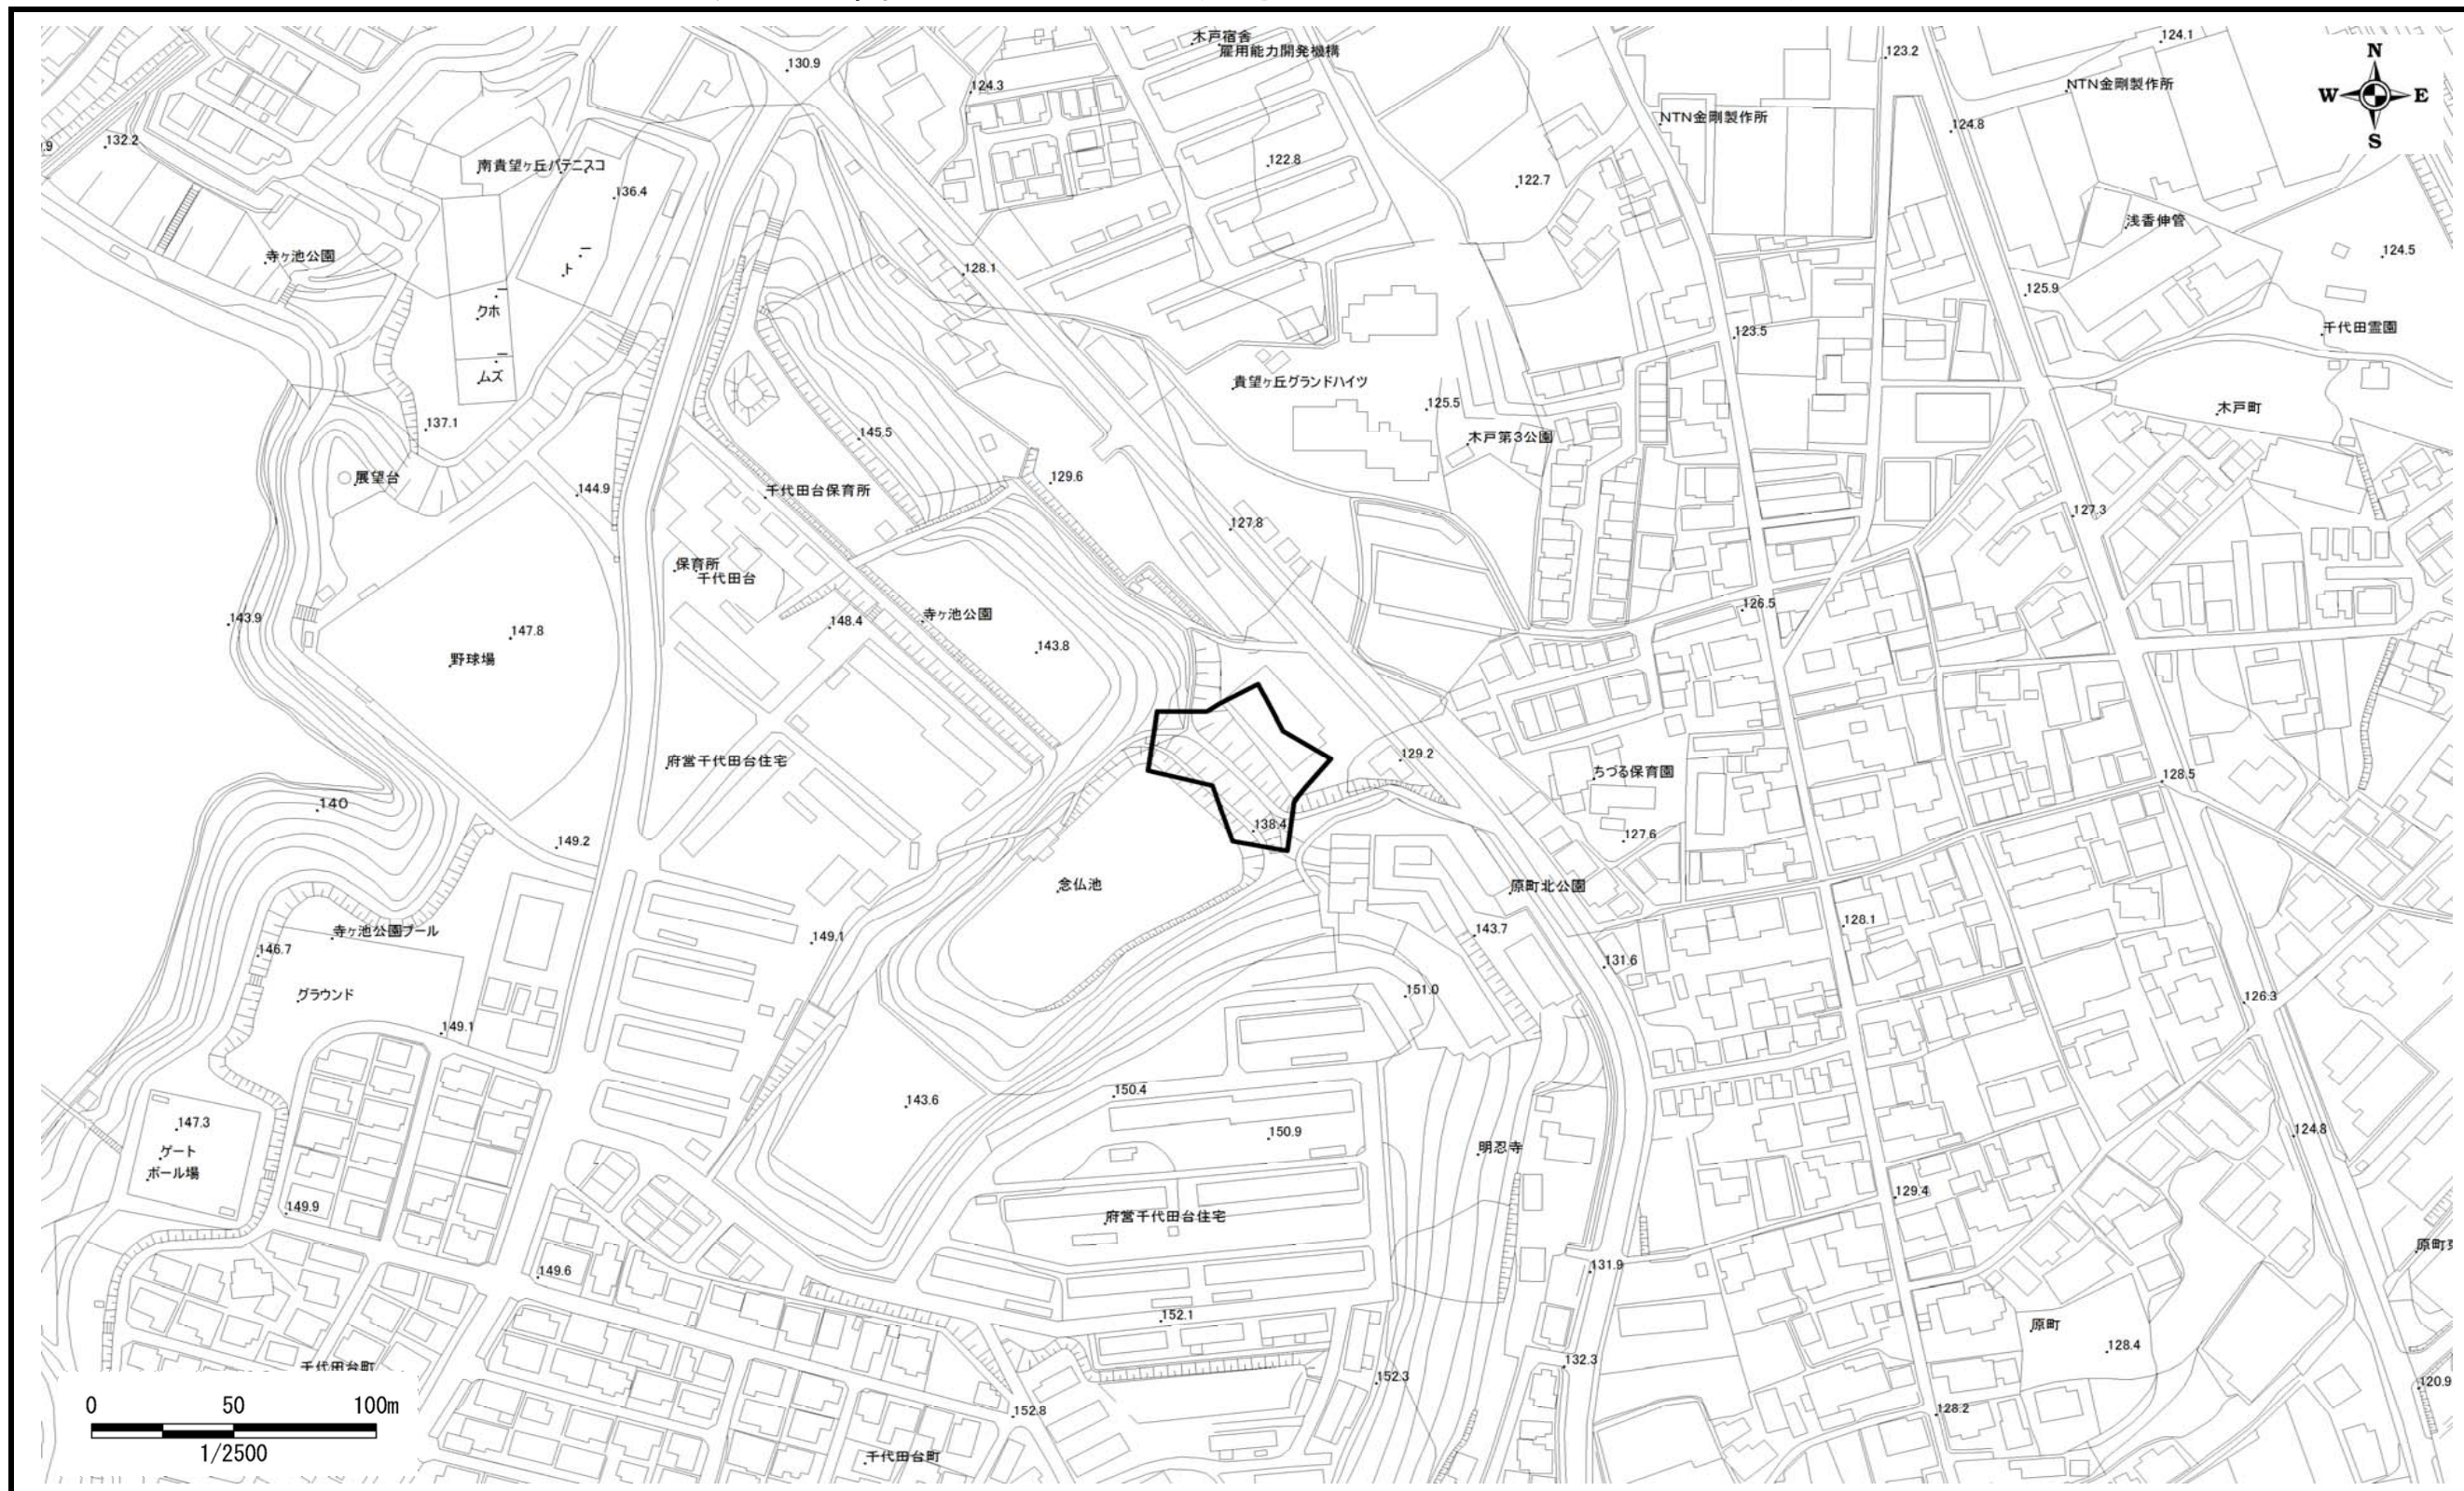 木戸宿舎
雇用能力開発機構
130.9
124.3
123.2
124.1
N
W
E
S
NTN金剛製作所
NTN金剛製作所
124.8
132.2
南貴望ヶ丘パテニスコ
ート
136.4
122.8
122.7
浅香伸管
124.5
寺ヶ池公園
128.1
125.9
クホ
ー
ムズ
ー
123.5
千代田霊園
貴望ヶ丘グランドハイツ
125.5
木戸町
137.1
145.5
木戸第3公園
展望台
144.9
千代田台保育所
129.6
127.8
127.3
保育所
千代田台
143.9
147.8
148.4
寺ヶ池公園
126.5
野球場
143.8
府営千代田台住宅
129.2
ちづる保育園
128.5
140
138.4
127.6
149.2
念仏池
原町北公園
寺ヶ池公園プール
149.1
143.7
128.1
146.7
131.6
グラウンド
151.0
126.3
149.1
143.6
150.4
147.3
150.9
124.8
ゲート
ボール場
明忍寺
149.9
129.4
府営千代田台住宅
149.6
131.9
152.1
原町
128.4
千代田台町
132.3
152.3
120.9
0 50 100m
1/2500
152.8
128.2
千代田台町